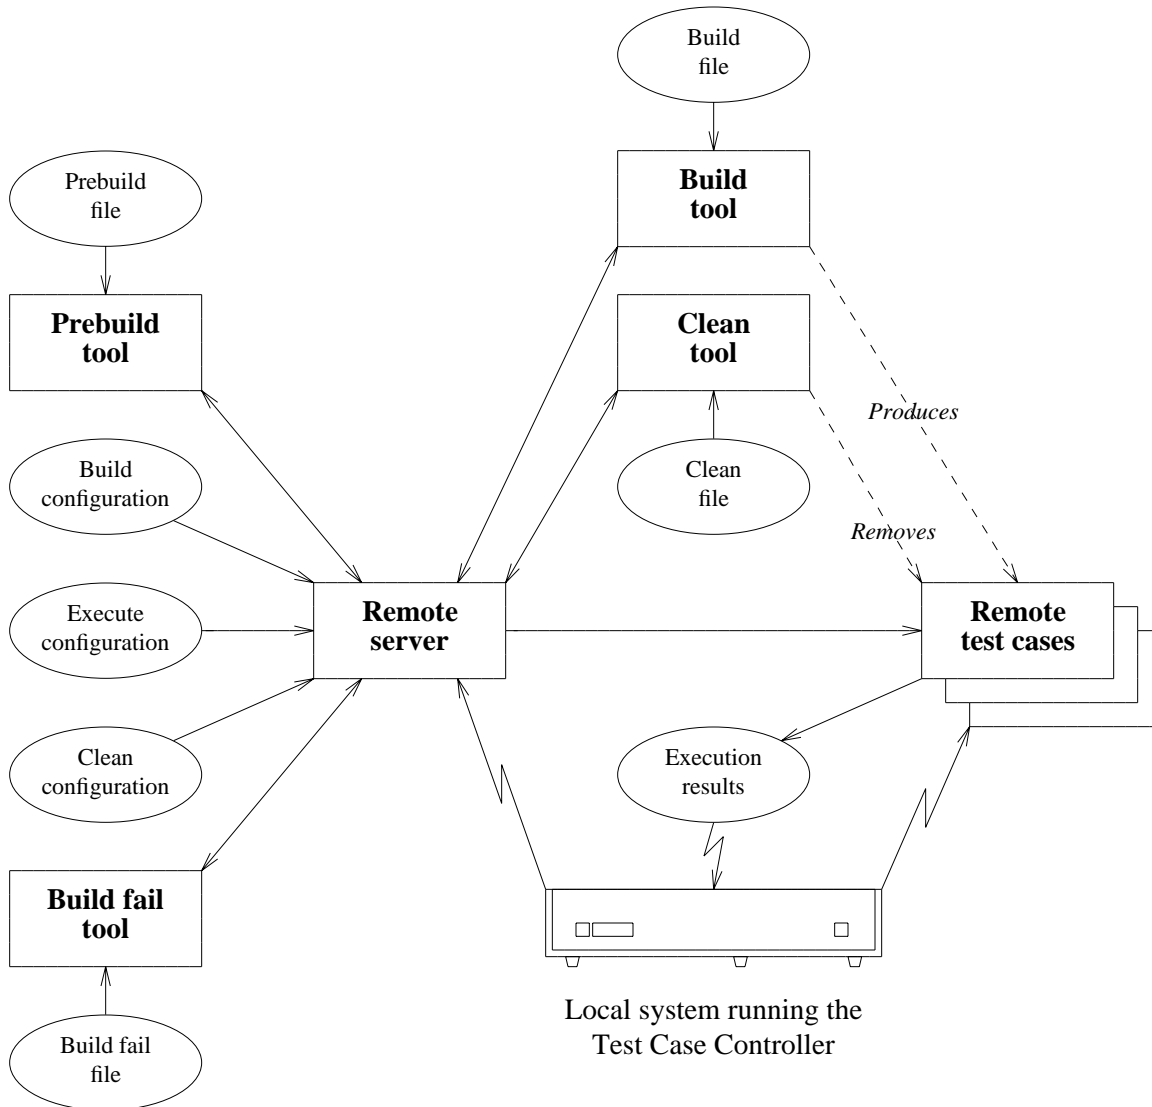 Build
file
Build
tool
Prebuild
file
Prebuild
tool
Clean
tool
Produces
Build
configuration
Clean
file
Removes
Execute
configuration
Remote
server
Remote
test cases
Clean
configuration
Execution
results
Build fail
tool
Local system running the
Test Case Controller
Build fail
file